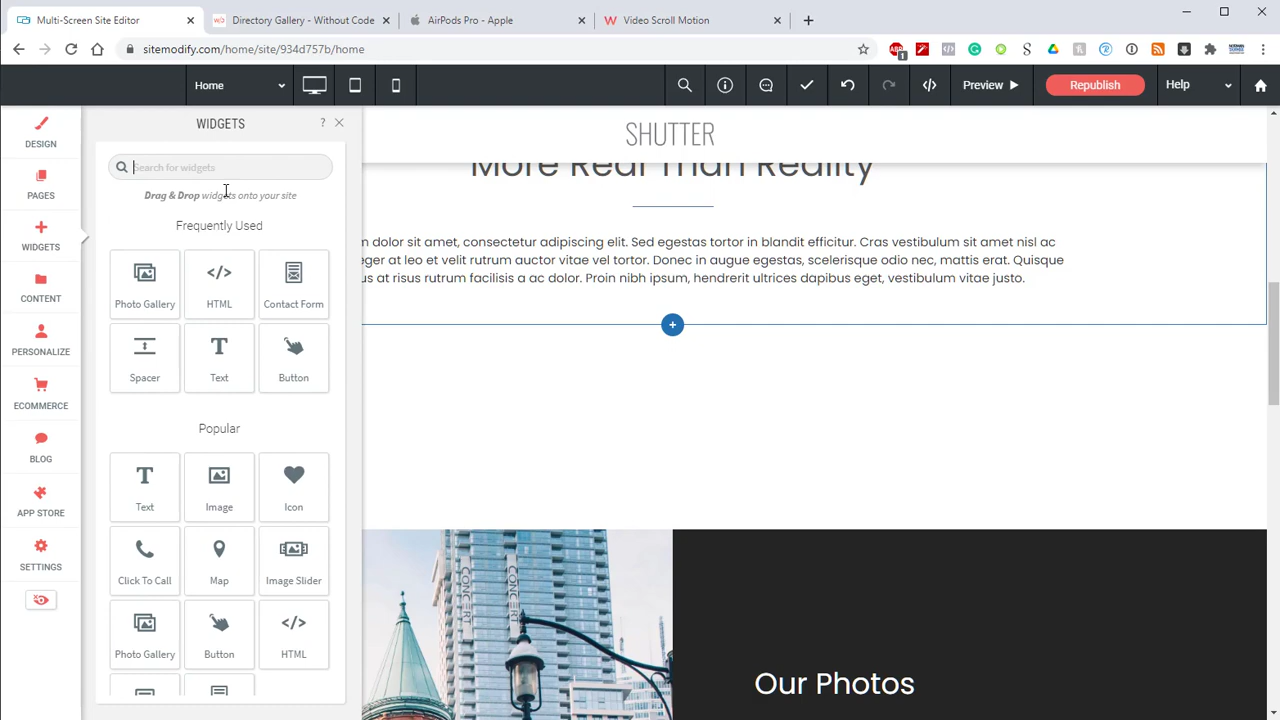 Multi-Screen Site Editor
Directory Gallery - Without Code
AirPods Pro - Apple
Video Scroll Motion
sitemodify.com/home/site/934d757b/home
1
Home
Preview
Republish
Help
DESIGN
PAGES
WIDGETS
CONTENT
PERSONALIZE
ECOMMERCE
BLOG
APP STORE
SETTINGS
WIDGETS
?
Search for widgets
Drag & Drop widgets onto your site
Frequently Used
Photo Gallery
HTML
Contact Form
Spacer
Text
Button
Popular
Text
Image
Icon
Click To Call
Map
Image Slider
Photo Gallery
Button
HTML
SHUTTER
More Real Than Reality
m dolor sit amet, consectetur adipiscing elit. Sed egestas tortor in blandit efficitur. Cras vestibulum sit amet nisl ac
eger at leo et velit rutrum auctor vitae vel tortor. Donec in augue egestas, scelerisque odio nec, mattis erat. Quisque
us at risus rutrum facilisis a ac dolor. Proin nibh ipsum, hendrerit ultrices dapibus eget, vestibulum vitae justo.
CONCERT
CONCERT
Our Photos